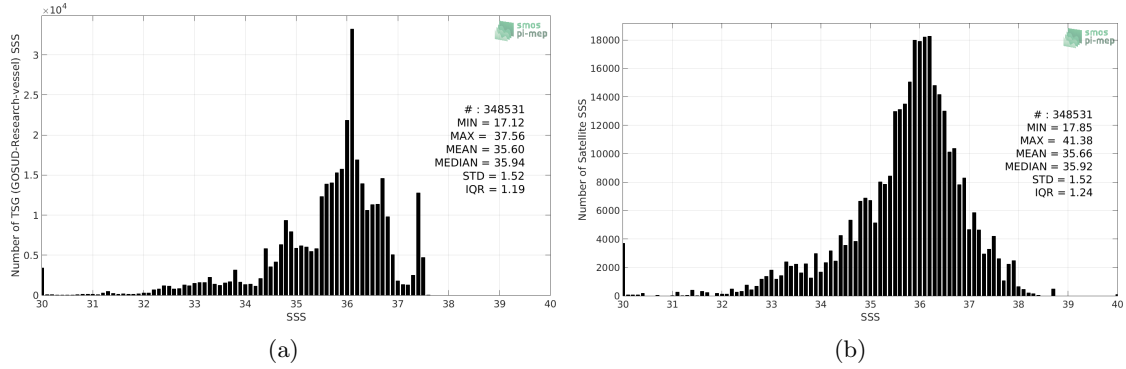 ×10⁴
smos
pi-mep
Number of TSG (GOSUD-Research-vessel) SSS
3
2.5
2
1.5
1
0.5
0
# : 348531
MIN = 17.12
MAX = 37.56
MEAN = 35.60
MEDIAN = 35.94
STD = 1.52
IQR = 1.19
30 31 32 33 34 35 36 37 38 39 40
SSS
(a)
smos
pi-mep
Number of Satellite SSS
18000
16000
14000
12000
10000
8000
6000
4000
2000
0
# : 348531
MIN = 17.85
MAX = 41.38
MEAN = 35.66
MEDIAN = 35.92
STD = 1.52
IQR = 1.24
30 31 32 33 34 35 36 37 38 39 40
SSS
(b)